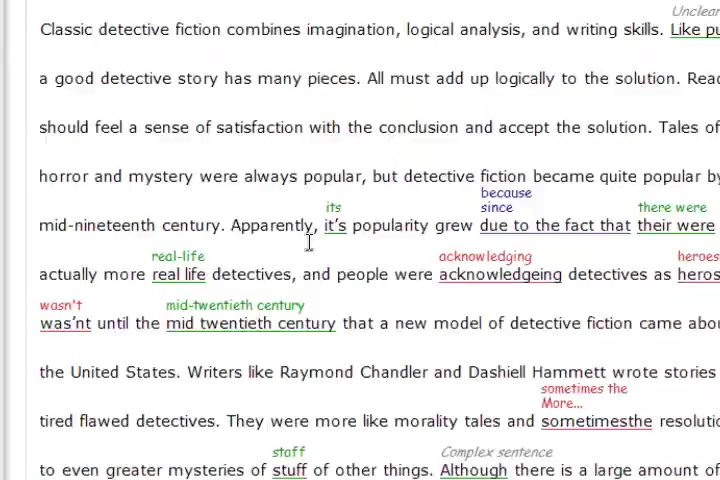 Unclear
Classic detective fiction combines imagination, logical analysis, and writing skills. Like
a good detective story has many pieces. All must add up logically to the solution.
should feel a sense of satisfaction with the conclusion and accept the solution. Tales of
horror and mystery were always popular, but detective fiction became quite popular by
because
its since there were
mid-nineteenth century. Apparently, it's popularity grew due to the fact that their were
real-life acknowledging heroes
actually more real life detectives, and people were acknowledgeing detectives as heros
wasn't mid-twentieth century
was'nt until the mid twentieth century that a new model of detective fiction came
the United States. Writers like Raymond Chandler and Dashiell Hammett wrote stories
sometimes the
More...
tired flawed detectives. They were more like morality tales and sometimesthe
staff Complex sentence
to even greater mysteries of stuff of other things. Although there is a large amount of